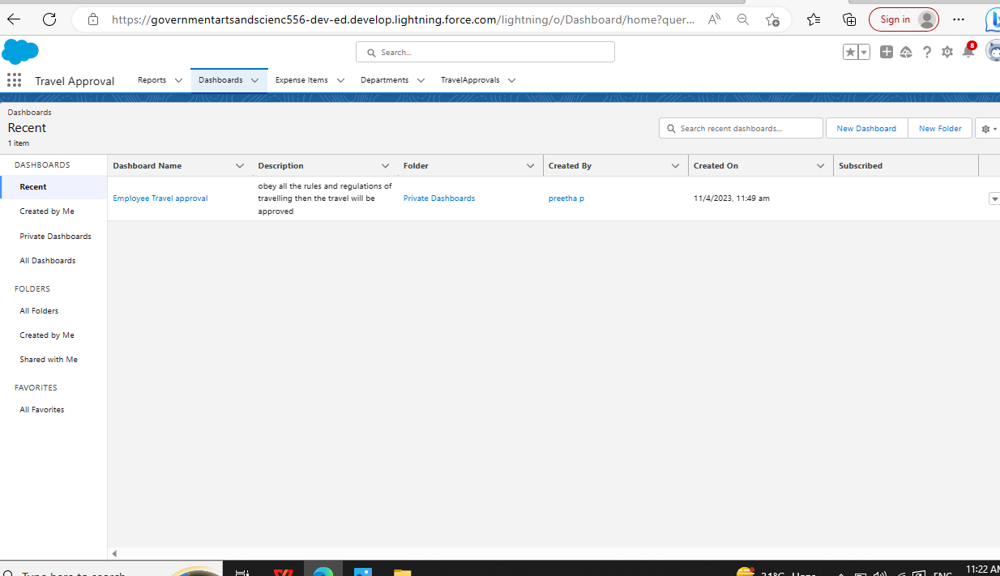 https://governmentartsandscienc556-dev-ed.develop.lightning.force.com/lightning/o/Dashboard/home?quer...
Sign in
Search...
8
Travel Approval
Reports
Dashboards
Expense Items
Departments
TravelApprovals
Dashboards
Recent
1 item
Search recent dashboards...
New Dashboard
New Folder
DASHBOARDS
Recent
Created by Me
Private Dashboards
All Dashboards
FOLDERS
All Folders
Created by Me
Shared with Me
FAVORITES
All Favorites
Dashboard Name
Description
Folder
Created By
Created On
Subscribed
Employee Travel approval
obey all the rules and regulations of
travelling then the travel will be
approved
Private Dashboards
preetha p
11/4/2023, 11:49 am
Type here to search
31°C Haze
ENG
11:22 AM